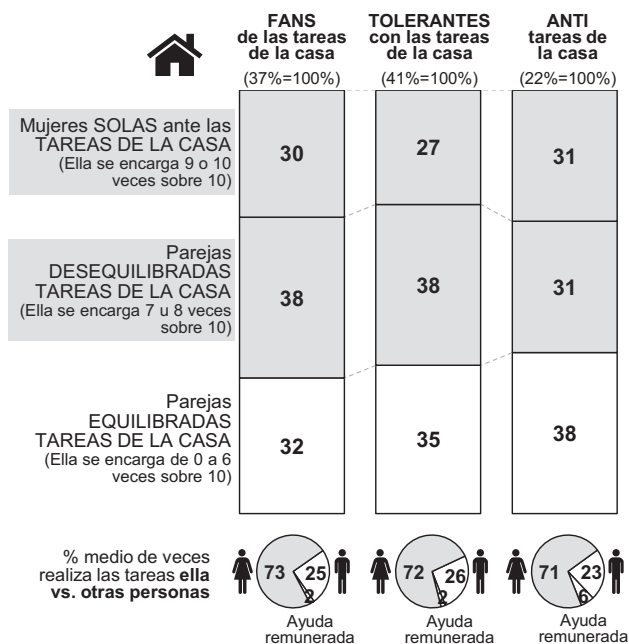 FANS
de las tareas
de la casa
(37%=100%)
TOLERANTES
con las tareas
de la casa
(41%=100%)
ANTI
tareas de
la casa
(22%=100%)
Mujeres SOLAS ante las
TAREAS DE LA CASA
(Ella se encarga 9 o 10
veces sobre 10)
30
27
31
Parejas
DESEQUILIBRADAS
TAREAS DE LA CASA
(Ella se encarga 7 u 8 veces
sobre 10)
38
38
31
Parejas
EQUILIBRADAS
TAREAS DE LA CASA
(Ella se encarga de 0 a 6
veces sobre 10)
32
35
38
% medio de veces
realiza las tareas ella
vs. otras personas
73
25
2
Ayuda
remunerada
72
26
2
Ayuda
remunerada
71
23
6
Ayuda
remunerada